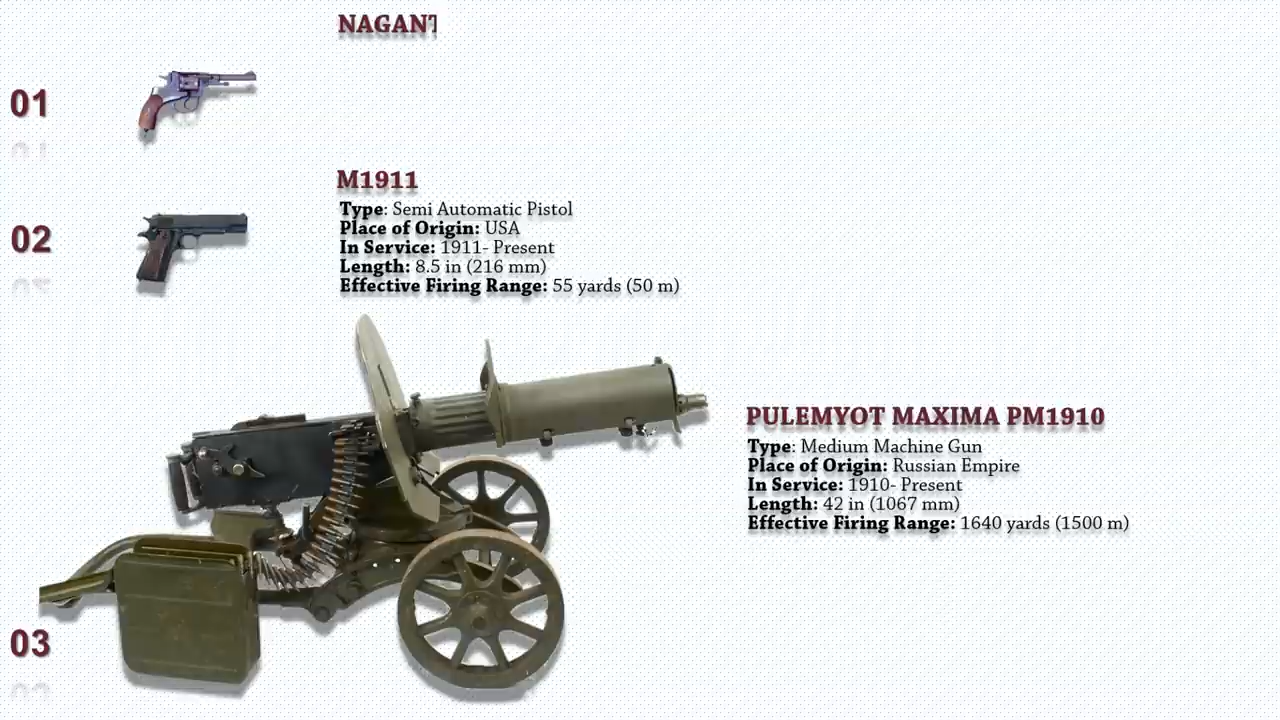 NAGANT
01
M1911
Type: Semi Automatic Pistol
Place of Origin: USA
In Service: 1911- Present
Length: 8.5 in (216 mm)
Effective Firing Range: 55 yards (50 m)
02
PULEMYOT MAXIMA PM1910
Type: Medium Machine Gun
Place of Origin: Russian Empire
In Service: 1910- Present
Length: 42 in (1067 mm)
Effective Firing Range: 1640 yards (1500 m)
03